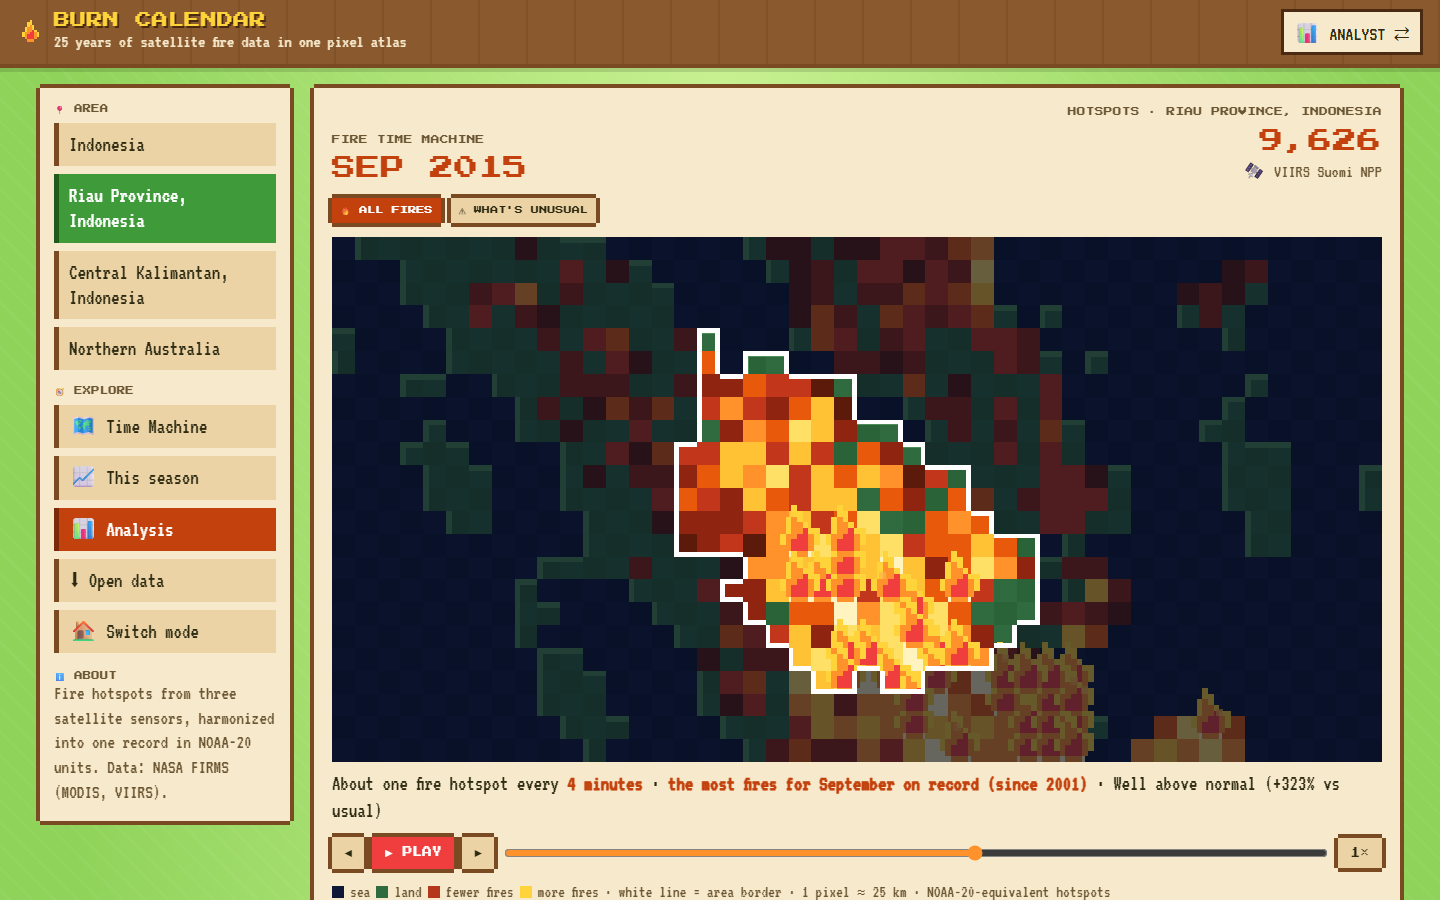 BURN CALENDAR
25 years of satellite fire data in one pixel atlas
ANALYST ⇄
AREA
Indonesia
Riau Province,
Indonesia
Central Kalimantan,
Indonesia
Northern Australia
EXPLORE
Time Machine
This season
Analysis
⬇ Open data
Switch mode
ABOUT
Fire hotspots from three
satellite sensors, harmonized
into one record in NOAA-20
units. Data: NASA FIRMS
(MODIS, VIIRS).
HOTSPOTS · RIAU PROVINCE, INDONESIA
FIRE TIME MACHINE
9,626
SEP 2015
VIIRS Suomi NPP
ALL FIRES
WHAT'S UNUSUAL
About one fire hotspot every 4 minutes · the most fires for September on record (since 2001) · Well above normal (+323% vs
usual)
◀ ▶ PLAY ▶ 1×
sea land fewer fires more fires · white line = area border · 1 pixel ≈ 25 km · NOAA-20-equivalent hotspots